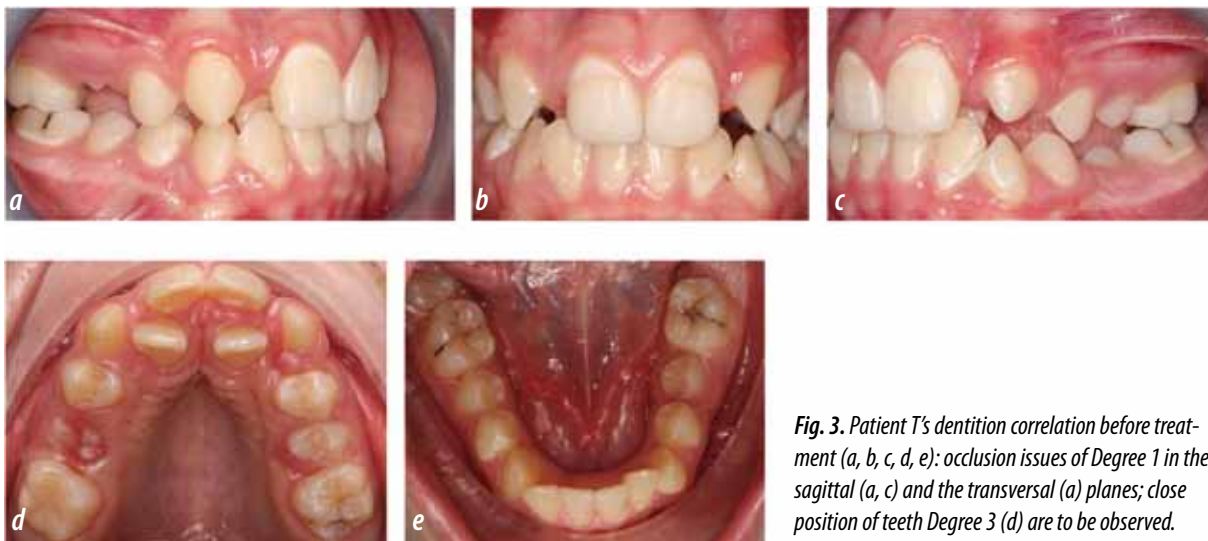 a
b
c
d
e
Fig. 3. Patient T's dentition correlation before treat-
ment (a, b, c, d, e): occlusion issues of Degree 1 in the
sagittal (a, c) and the transversal (a) planes; close
position of teeth Degree 3 (d) are to be observed.